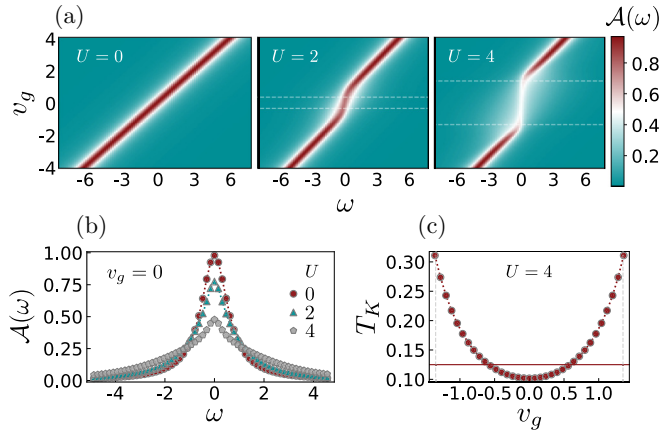 (a)
A(ω)
U = 0
U = 2
U = 4
v_g
4
2
0
-2
-4
-6 -3 0 3 6
-6 -3 0 3 6
-6 -3 0 3 6
ω
0.8
0.6
0.4
0.2
(b)
A(ω)
1.00
0.75
0.50
0.25
0.00
v_g = 0
U
0
2
4
-4 -2 0 2 4
ω
(c)
T_K
0.30
0.25
0.20
0.15
0.10
U = 4
-1.0 -0.5 0.0 0.5 1.0
v_g